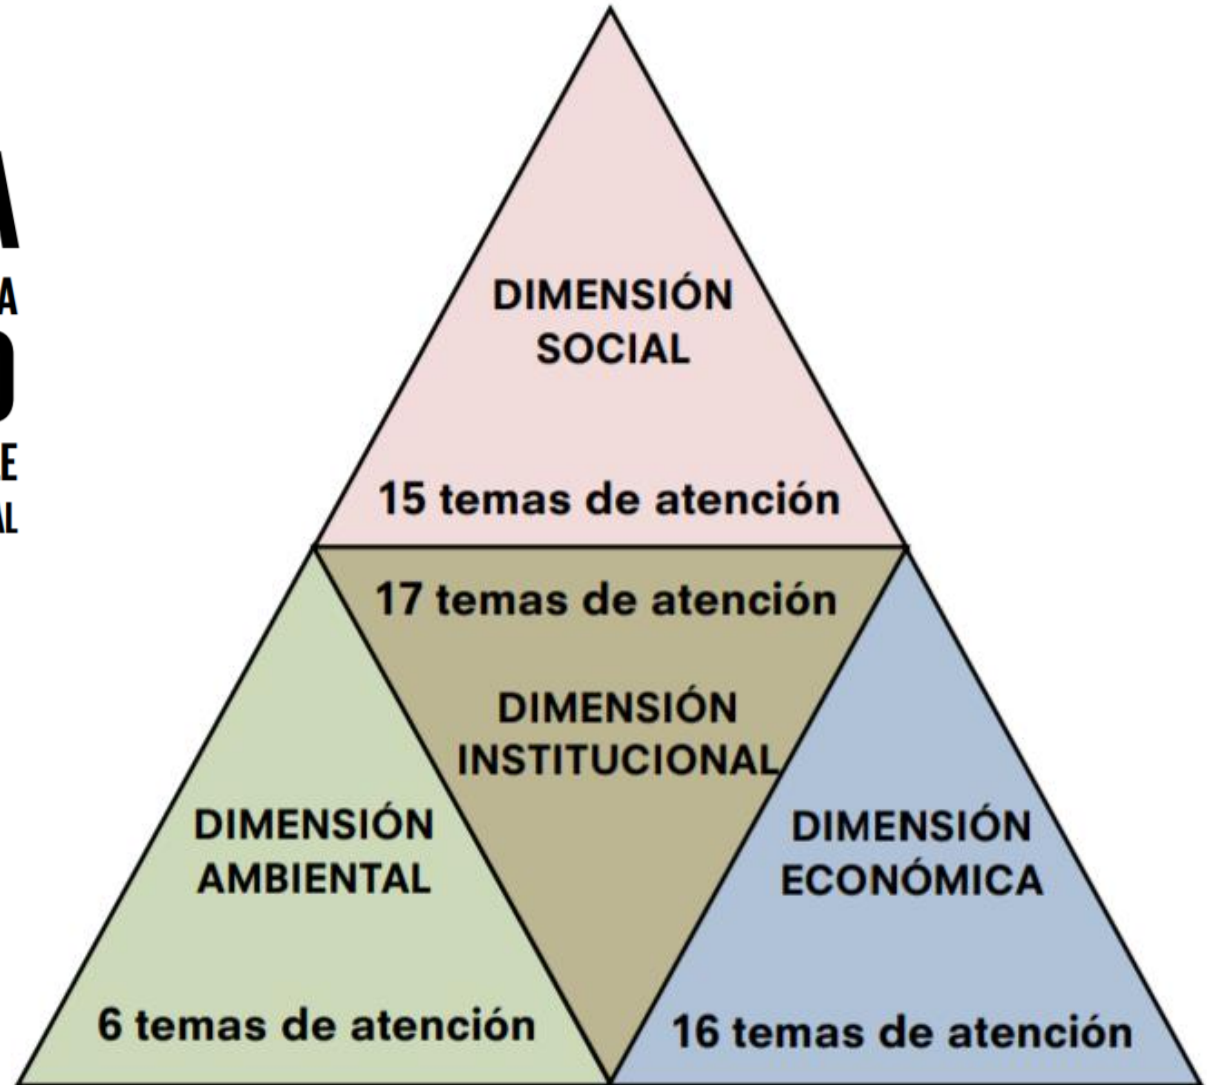 DIMENSIÓN
SOCIAL
15 temas de atención
17 temas de atención
DIMENSIÓN
INSTITUCIONAL
DIMENSIÓN
AMBIENTAL
6 temas de atención
DIMENSIÓN
ECONÓMICA
16 temas de atención